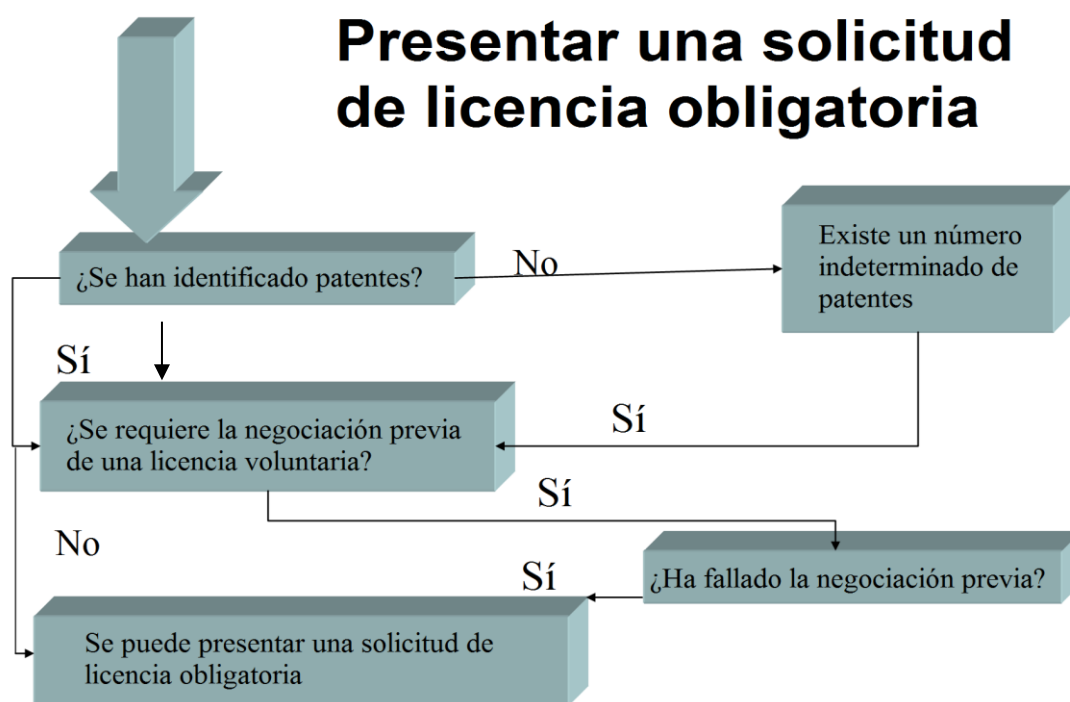 Presentar una solicitud
de licencia obligatoria
¿Se han identificado patentes?
No
Existe un número
indeterminado de
patentes
Sí
¿Se requiere la negociación previa
de una licencia voluntaria?
Sí
Sí
No
¿Ha fallado la negociación previa?
Sí
Se puede presentar una solicitud de
licencia obligatoria